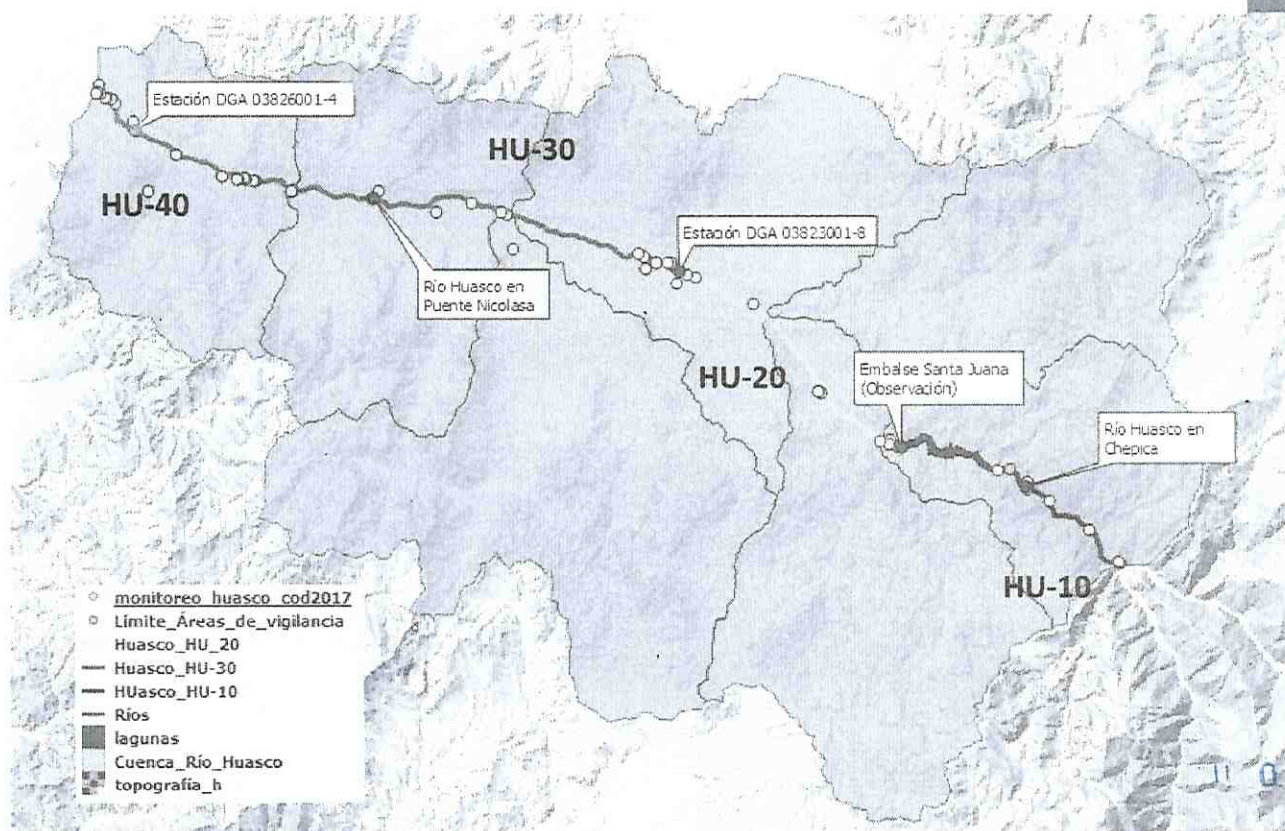 Estación DGA 03826001-4
HU-30
HU-40
Estación DGA 03823001-8
Río Huasco en
Puente Nicolasa
HU-20
Embalse Santa Juana
(Observación)
Río Huasco en
Chepica
HU-10
monitoreo_huasco_cod2017
Límite_Áreas_de_vigilancia
Huasco_HU_20
Huasco_HU-30
HUasco_HU-10
Ríos
lagunas
Cuenca_Río_Huasco
topografía_h